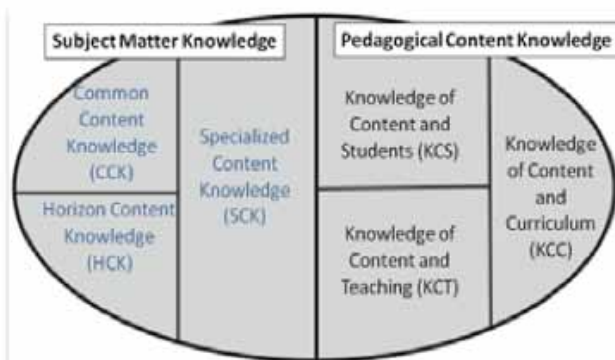 Subject Matter Knowledge
Pedagogical Content Knowledge
Common
Content
Knowledge
(CCK)
Horizon Content
Knowledge
(HCK)
Specialized
Content
Knowledge
(SCK)
Knowledge of
Content and
Students (KCS)
Knowledge of
Content and
Teaching (KCT)
Knowledge
of Content
and
Curriculum
(KCC)